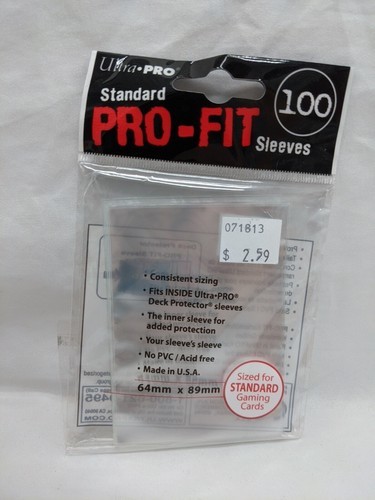 Ultra•PRO®
Standard
100
PRO-FIT
Sleeves
071813
$ 2.59
• Consistent sizing
• Fits INSIDE Ultra•PRO®
Deck Protector® sleeves
• The inner sleeve for
added protection
• Your sleeve's sleeve
• No PVC / Acid free
• Made in U.S.A.
64mm x 89mm
Sized for
STANDARD
Gaming
Cards